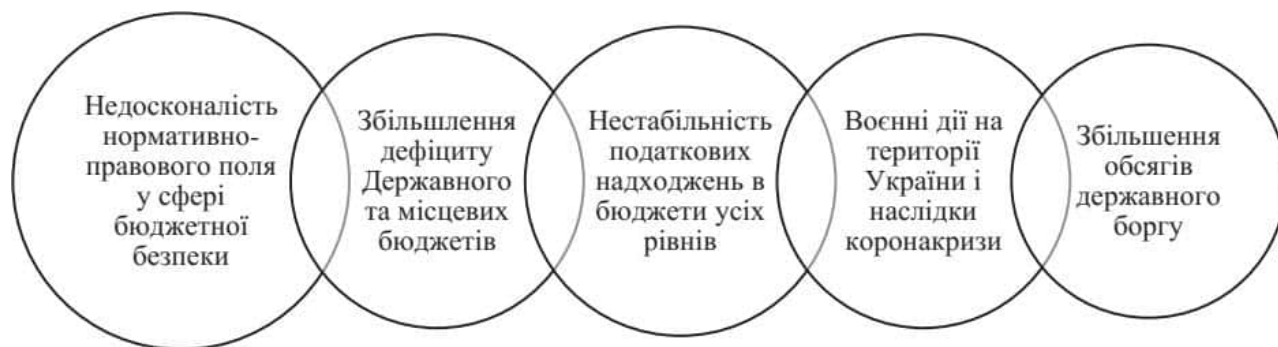 Недосконалість
нормативно-
правового поля
у сфері
бюджетної
безпеки
Збільшлення
дефіциту
Державного
та місцевих
бюджетів
Нестабільність
податкових
надходжень в
бюджети усіх
рівнів
Воєнні дії на
території
України і
наслідки
коронакризи
Збільшення
обсягів
державного
боргу